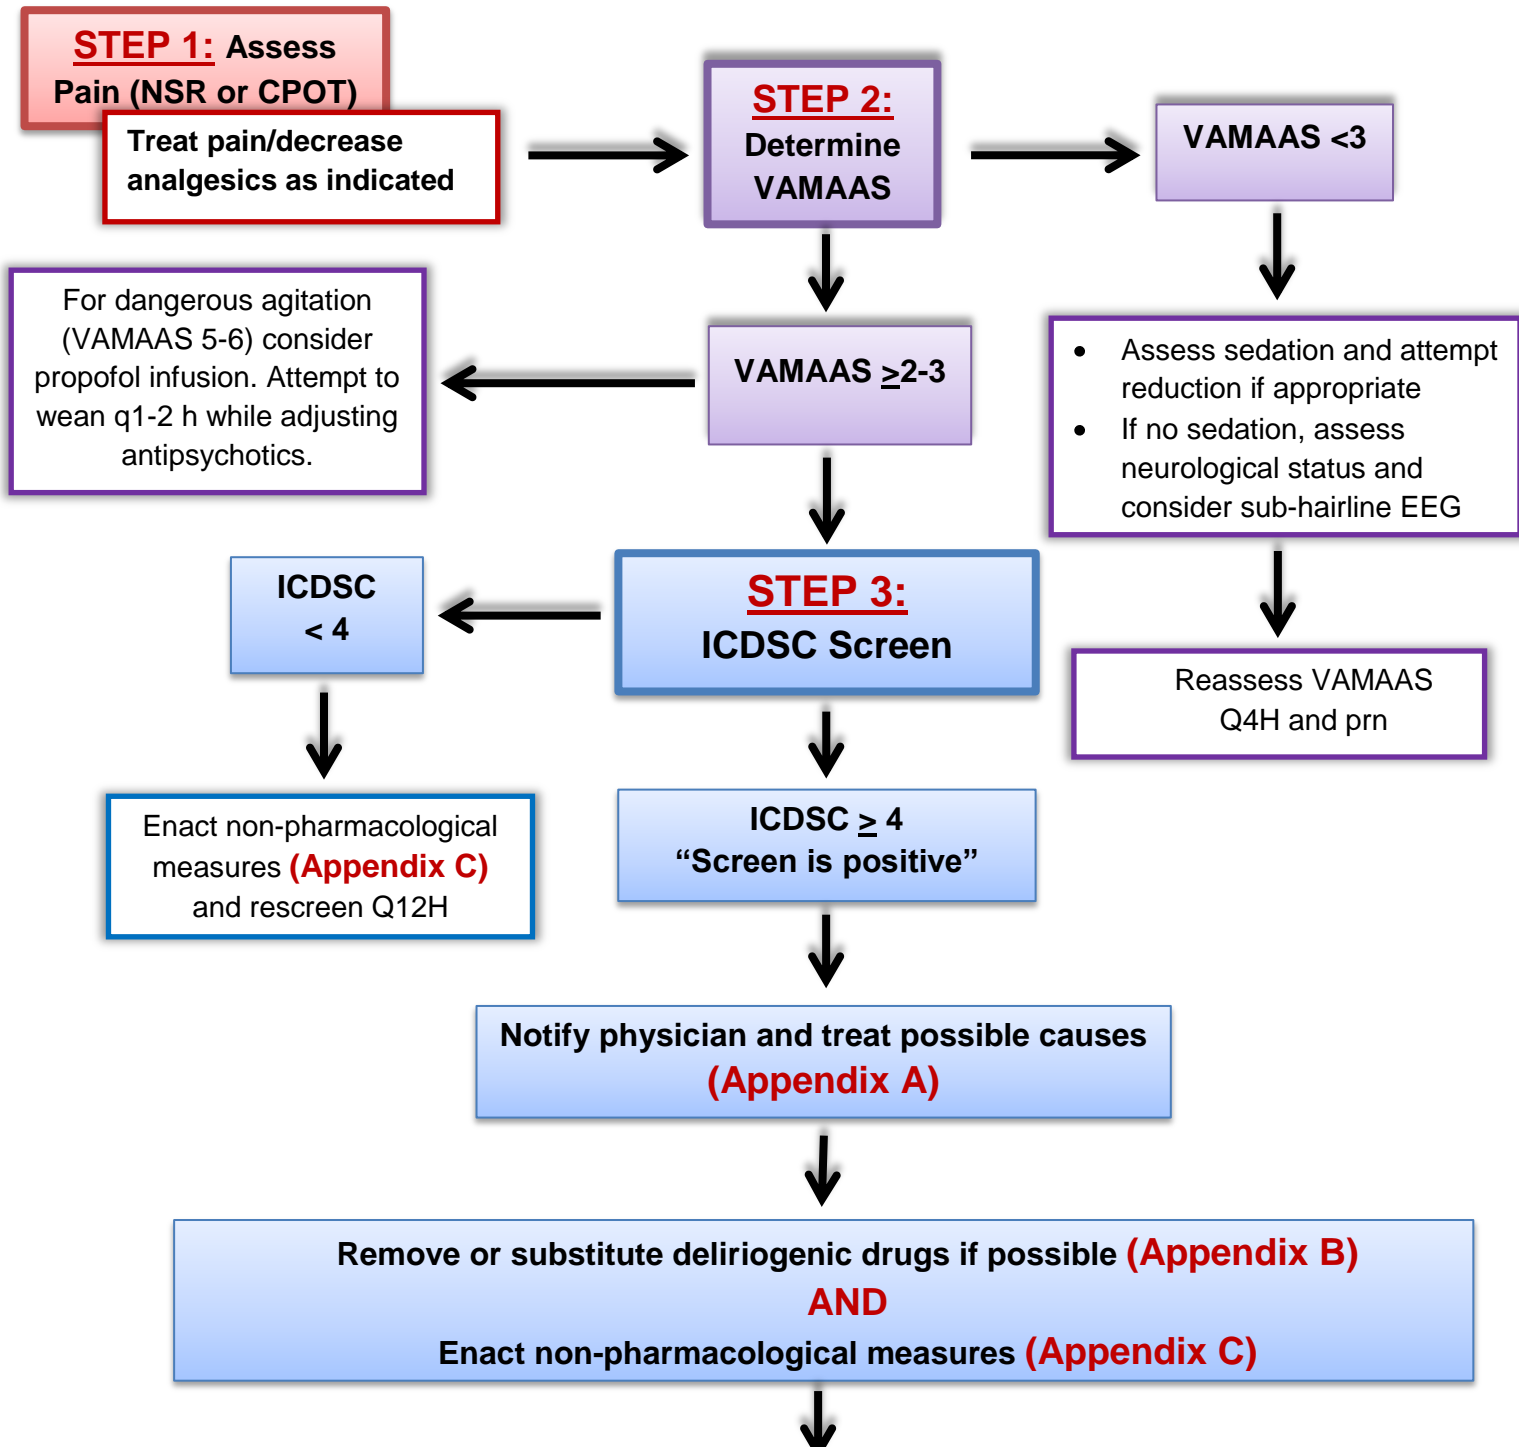 STEP 1: Assess
Pain (NSR or CPOT)
Treat pain/decrease
analgesics as indicated
STEP 2:
Determine
VAMAAS
VAMAAS <3
For dangerous agitation
(VAMAAS 5-6) consider
propofol infusion. Attempt to
wean q1-2 h while adjusting
antipsychotics.
VAMAAS ≥2-3
• Assess sedation and attempt
reduction if appropriate
• If no sedation, assess
neurological status and
consider sub-hairline EEG
ICDSC
< 4
STEP 3:
ICDSC Screen
Reassess VAMAAS
Q4H and prn
Enact non-pharmacological
measures (Appendix C)
and rescreen Q12H
ICDSC ≥ 4
“Screen is positive”
Notify physician and treat possible causes
(Appendix A)
Remove or substitute deliriogenic drugs if possible (Appendix B)
AND
Enact non-pharmacological measures (Appendix C)